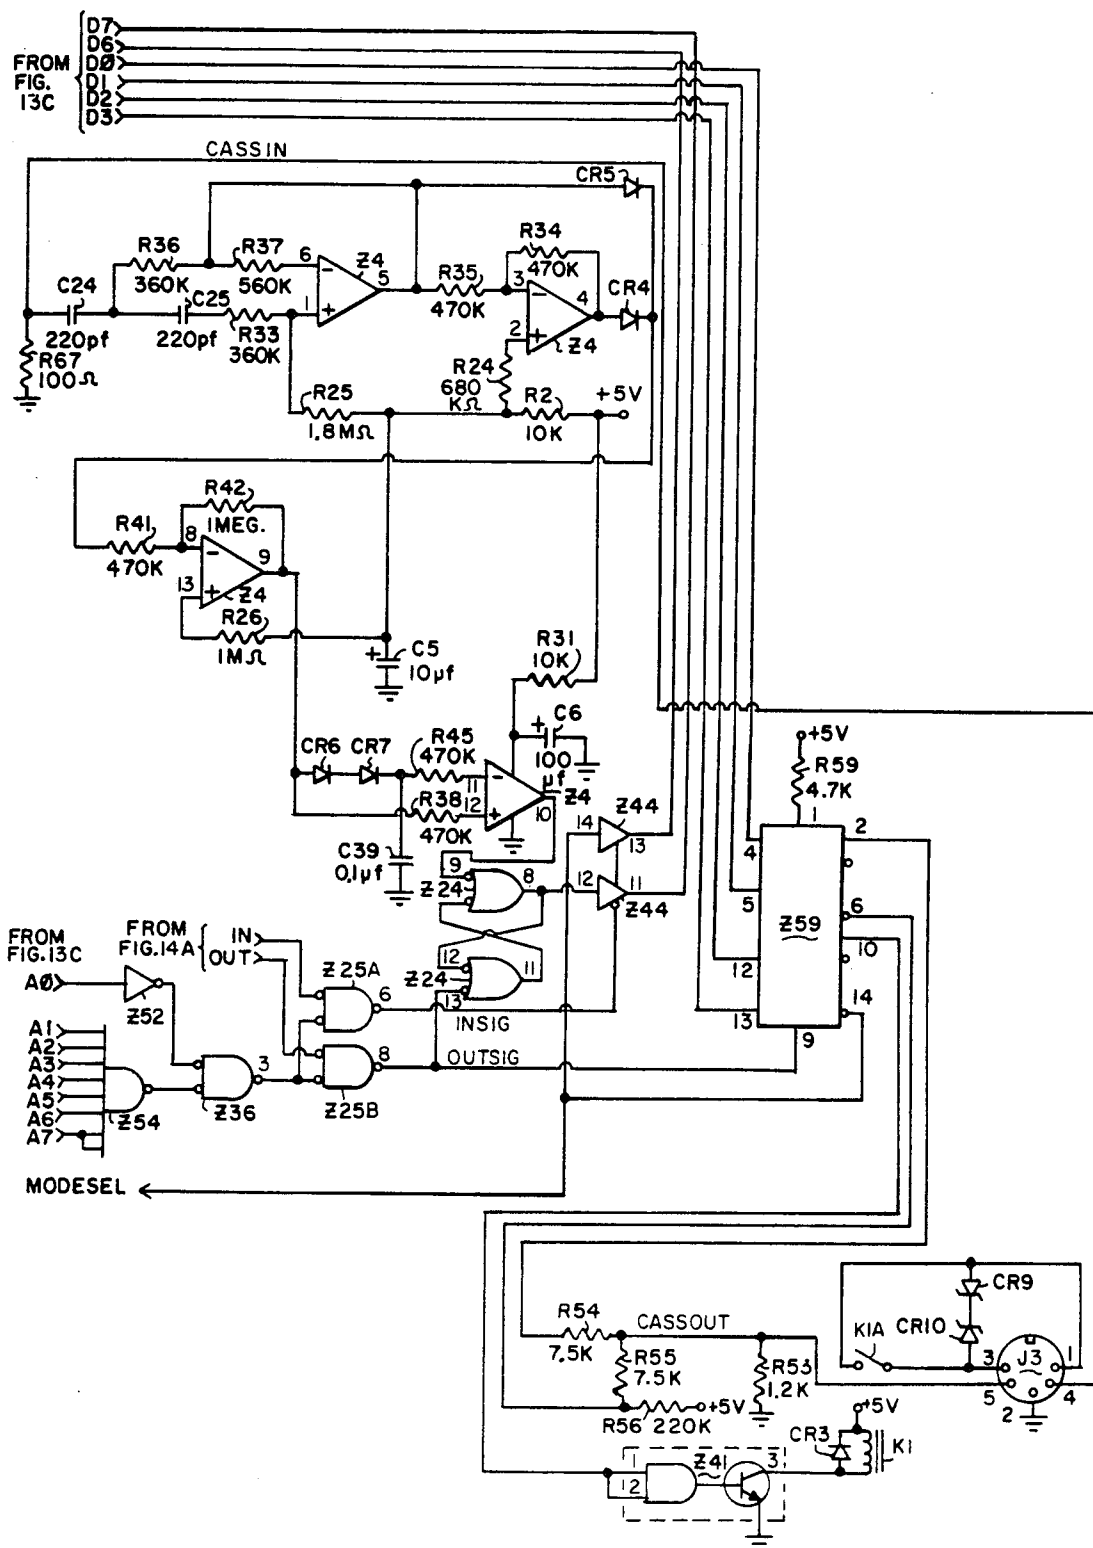 D7
D6
DØ
D1
D2
D3
FROM
FIG.
13C
CASSIN
CR5
R36
360K
R37
560K
6
Z4
5
1
C24
220pf
C25
220pf
R33
360K
R67
100Ω
R35
470K
R34
470K
3
4
2
Z4
CR4
R24
680
KΩ
R25
1.8MΩ
R2
10K
+5V
R42
1MEG.
R41
470K
8
9
13
Z4
R26
1MΩ
C5
10µf
R31
10K
C6
100
µf
CR6
CR7
R45
470K
11
R38
470K
12
10
Z4
C39
0.1µf
+5V
R59
4.7K
1
2
4
5
6
10
12
13
14
9
Z59
14
Z44
13
12
11
Z44
9
8
Z24
12
11
Z24
13
FROM
FIG.13C
AØ
FROM
FIG.14A
IN
OUT
Z25A
6
Z52
INSIG
A1
A2
A3
A4
A5
A6
A7
Z54
Z36
3
8
Z25B
OUTSIG
MODESEL
R54
7.5K
CASSOUT
R55
7.5K
R53
1.2K
R56 220K
+5V
K1A
CR9
CR10
3
J3
1
5
2
4
+5V
CR3
K1
1
2
Z41
3